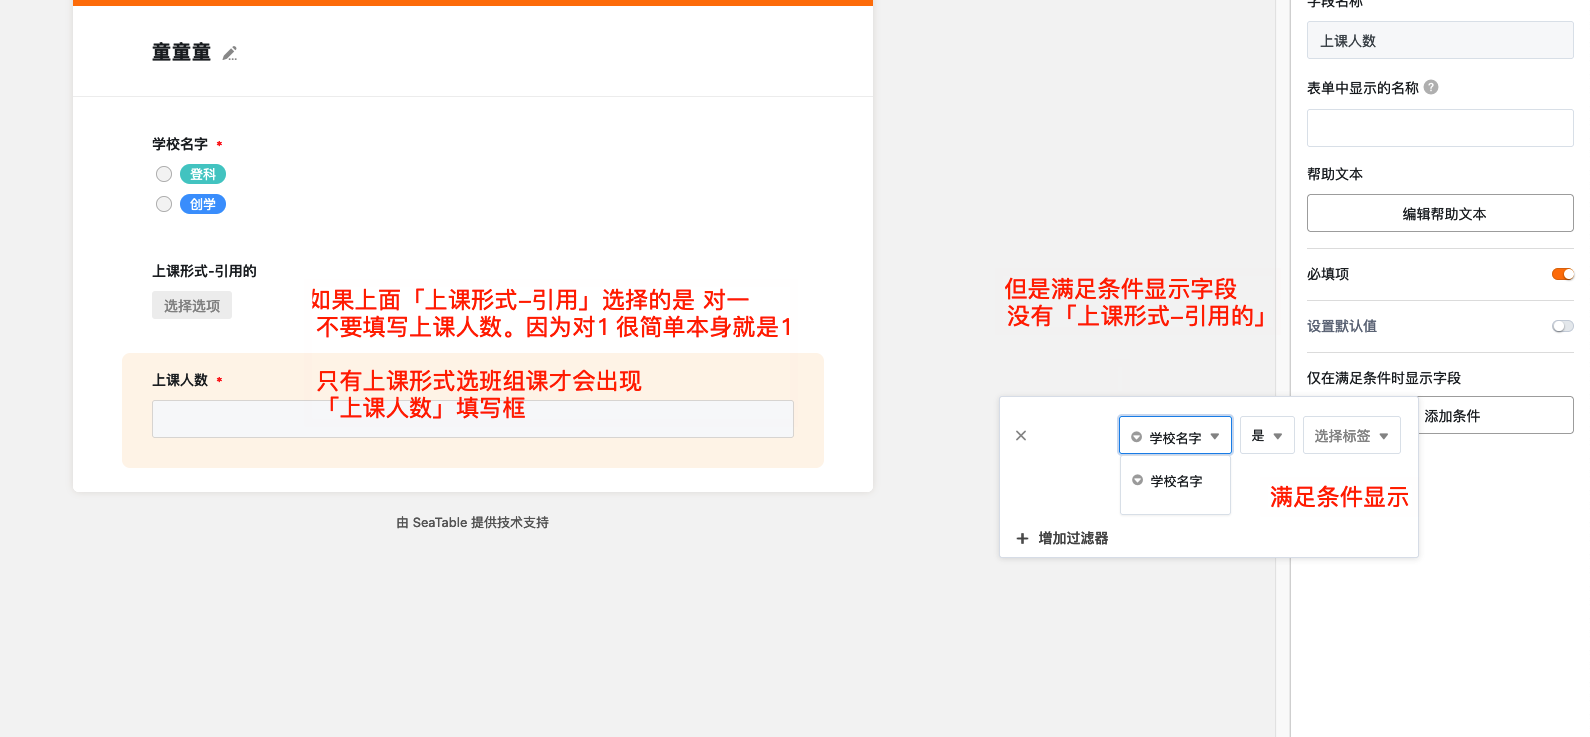 童童童
学校名字 *
登科
创学
上课形式-引用的
选择选项
如果上面「上课形式-引用」选择的是 对一
不要填写上课人数。因为对1 很简单本身就是1
上课人数 *
只有上课形式选班组课才会出现
「上课人数」填写框
由 SeaTable 提供技术支持
但是满足条件显示字段
没有「上课形式-引用的」
字段名称
上课人数
表单中显示的名称 ?
帮助文本
编辑帮助文本
必填项
设置默认值
仅在满足条件时显示字段
添加条件
× 学校名字 是 选择标签
学校名字
满足条件显示
+ 增加过滤器